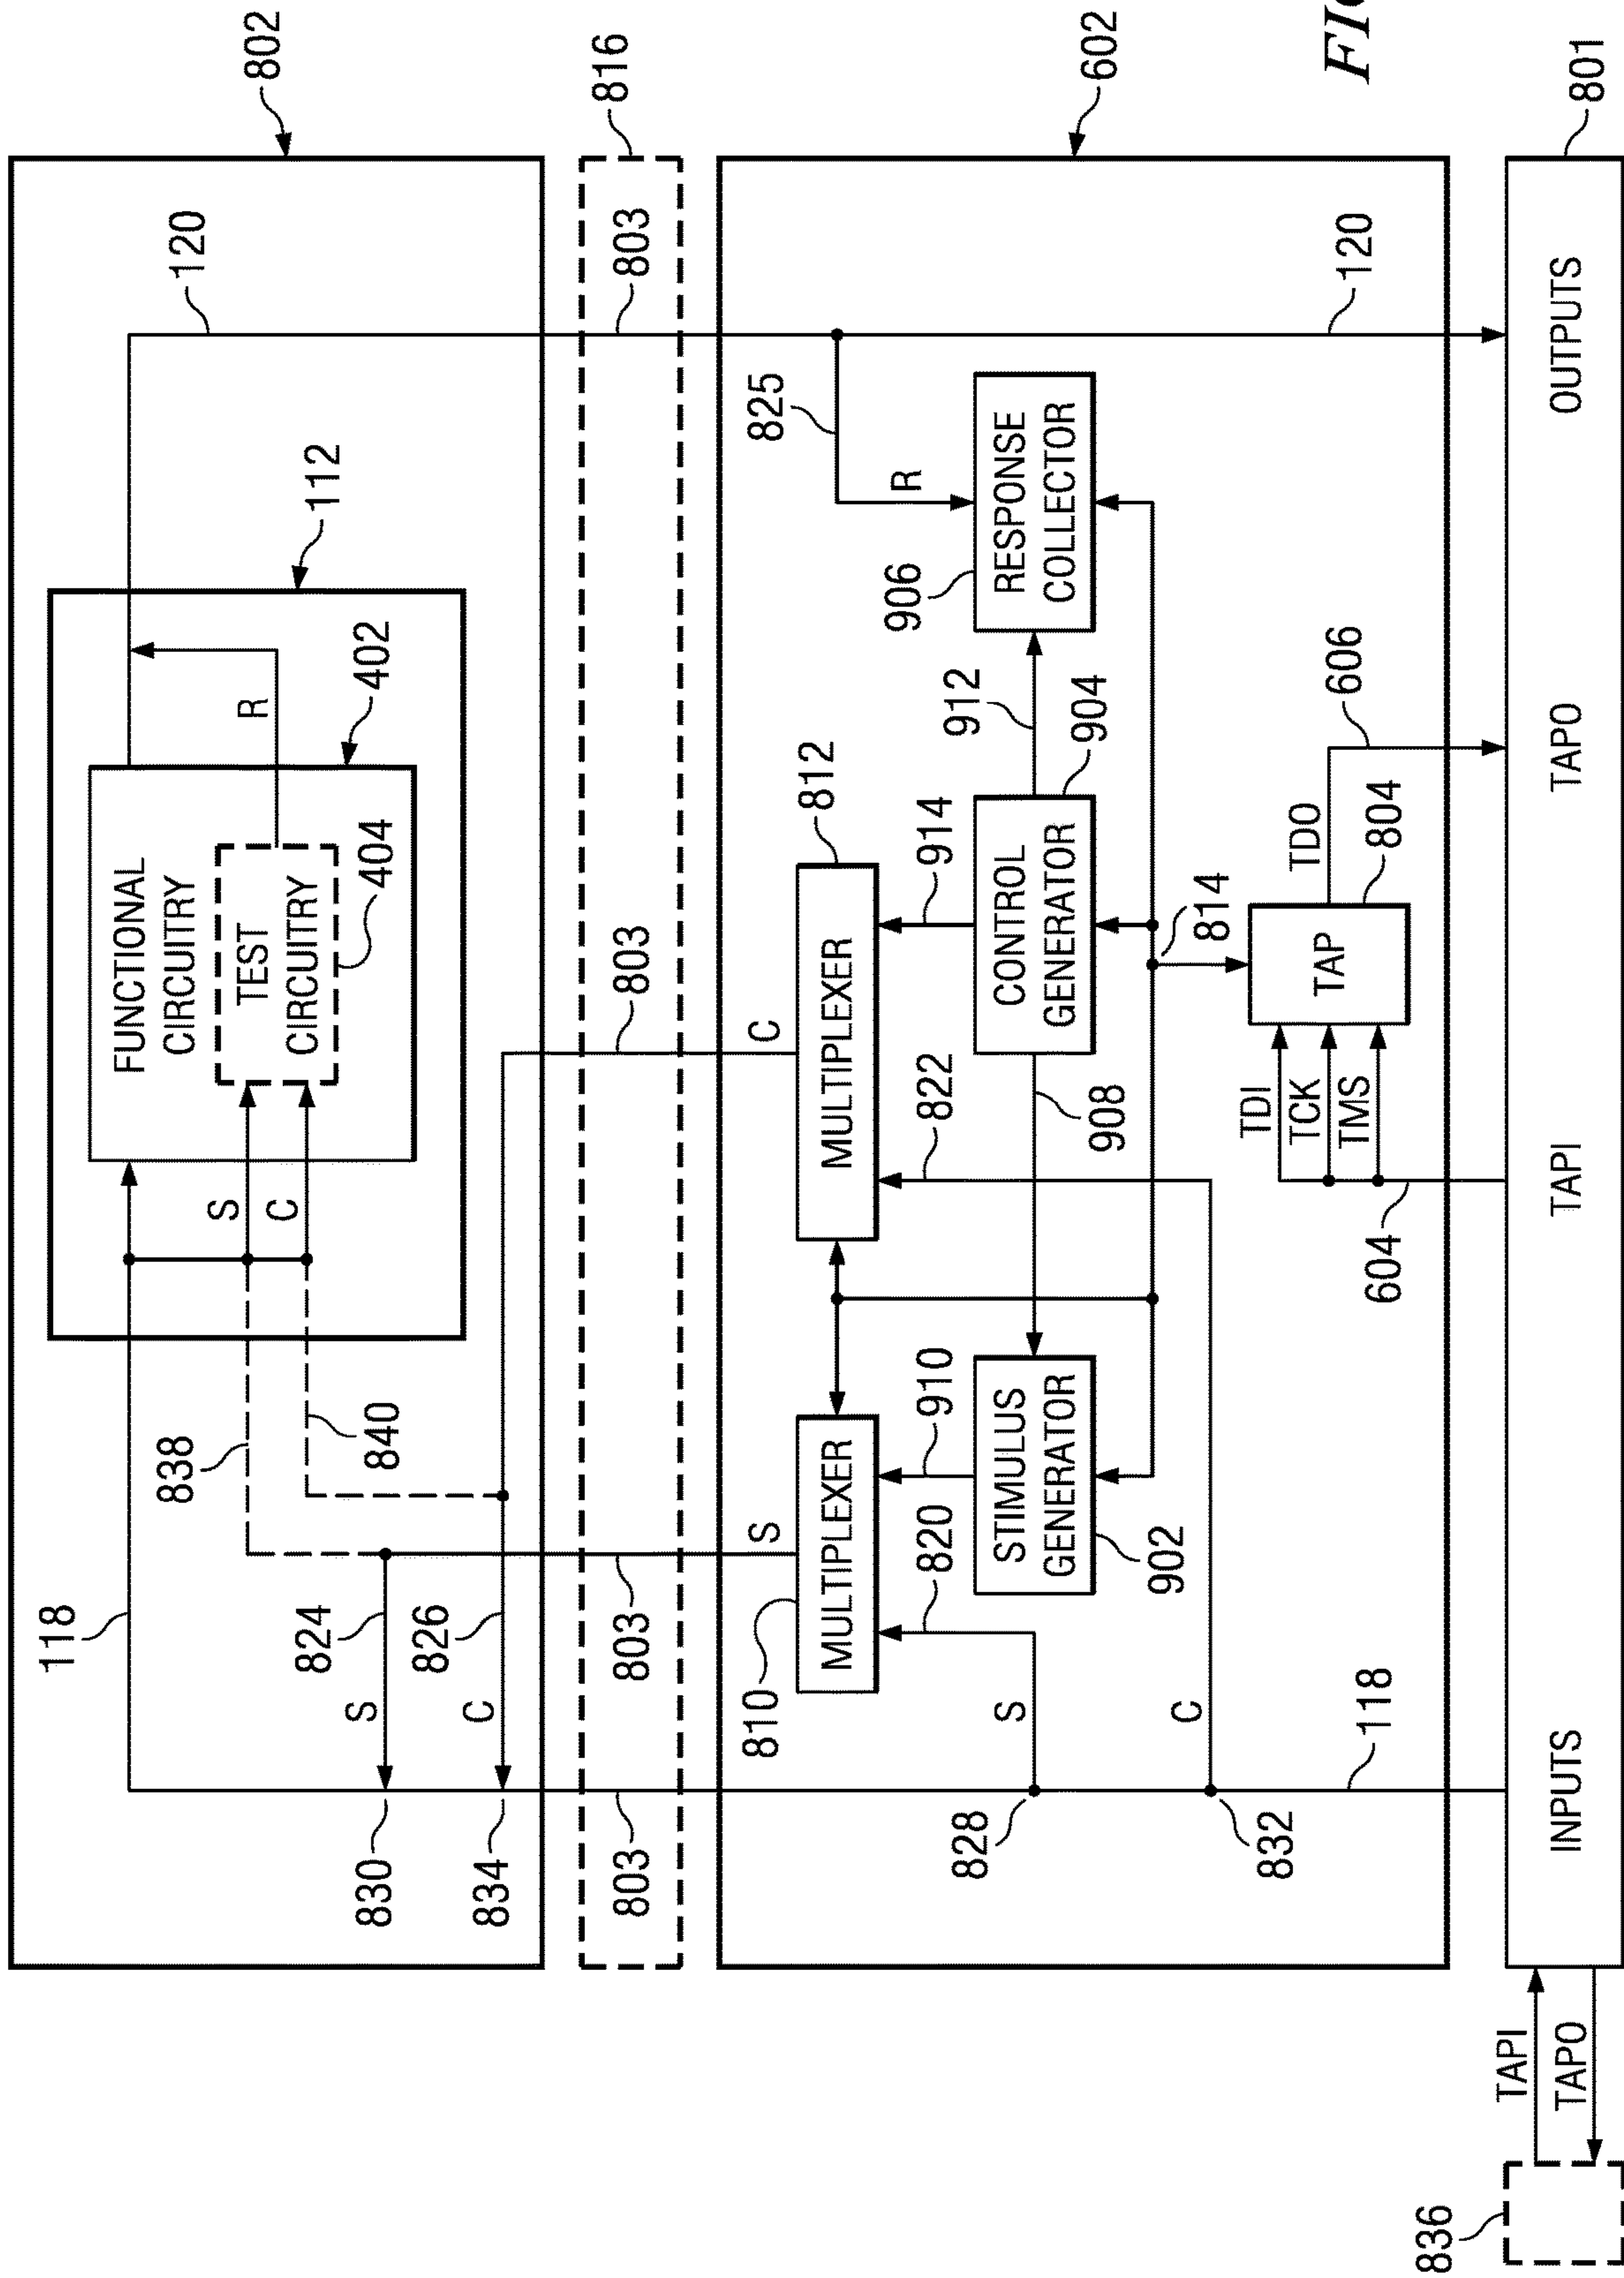 802
118
120
112
FUNCTIONAL
CIRCUITRY
402
R
TEST
CIRCUITRY
404
S
C
838
840
824
S
826
C
830
834
816
803
803
803
803
S
C
602
825
R
810
MULTIPLEXER
MULTIPLEXER
812
820
910
822
914
906
RESPONSE
COLLECTOR
912
904
CONTROL
GENERATOR
908
STIMULUS
GENERATOR
902
S
C
828
832
814
118
120
TDI
TCK
TMS
TAP
TDO
804
606
604
FIG
801
INPUTS
TAPI
TAPO
OUTPUTS
TAPI
TAPO
836